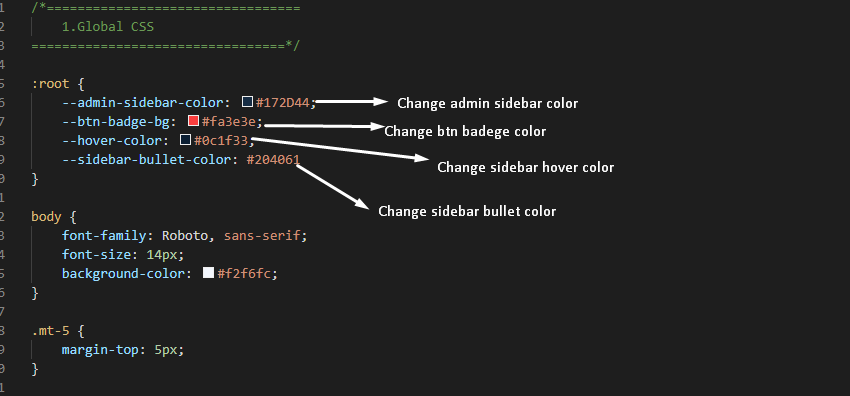 1 /*=================================
2 1.Global CSS
3 =================================*/
4
5 :root {
6 --admin-sidebar-color: #172D44; Change admin sidebar color
7 --btn-badge-bg: #fa3e3e; Change btn badege color
8 --hover-color: #0c1f33; Change sidebar hover color
9 --sidebar-bullet-color: #204061 Change sidebar bullet color
0 }
1
2 body {
3 font-family: Roboto, sans-serif;
4 font-size: 14px;
5 background-color: #f2f6fc;
6 }
7
8 .mt-5 {
9 margin-top: 5px;
0 }
1